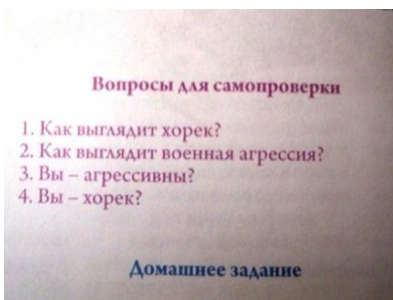 Вопросы для самопроверки
1. Как выглядит хорек?
2. Как выглядит военная агрессия?
3. Вы – агрессивны?
4. Вы – хорек?
Домашнее задание